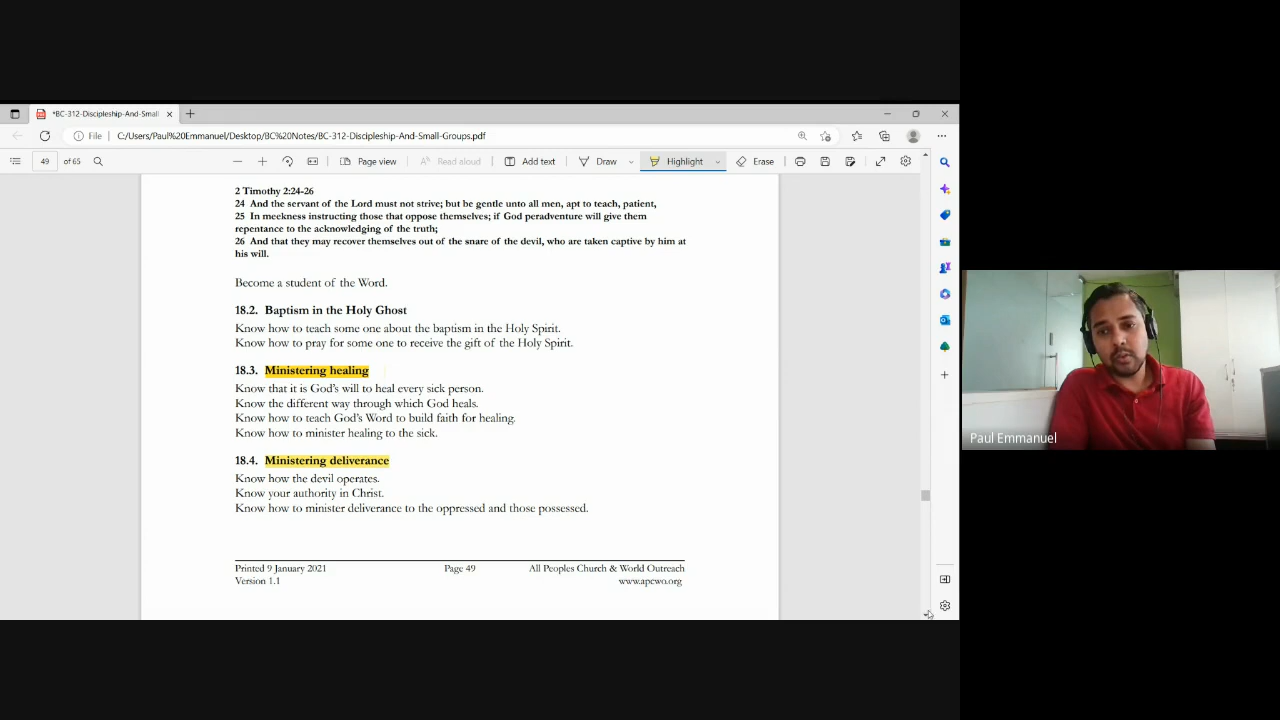 *BC-312-Discipleship-And-Small
File
C:/Users/Paul%20Emmanuel/Desktop/BC%20Notes/BC-312-Discipleship-And-Small-Groups.pdf
49 of 65
Page view
Read aloud
Add text
Draw
Highlight
Erase
2 Timothy 2:24-26
24 And the servant of the Lord must not strive; but be gentle unto all men, apt to teach, patient,
25 In meekness instructing those that oppose themselves; if God peradventure will give them
repentance to the acknowledging of the truth;
26 And that they may recover themselves out of the snare of the devil, who are taken captive by him at
his will.
Become a student of the Word.
18.2. Baptism in the Holy Ghost
Know how to teach some one about the baptism in the Holy Spirit.
Know how to pray for some one to receive the gift of the Holy Spirit.
18.3. Ministering healing
Know that it is God's will to heal every sick person.
Know the different way through which God heals.
Know how to teach God's Word to build faith for healing.
Know how to minister healing to the sick.
18.4. Ministering deliverance
Know how the devil operates.
Know your authority in Christ.
Know how to minister deliverance to the oppressed and those possessed.
Printed 9 January 2021 Page 49 All Peoples Church & World Outreach
Version 1.1 www.apcwo.org
Paul Emmanuel